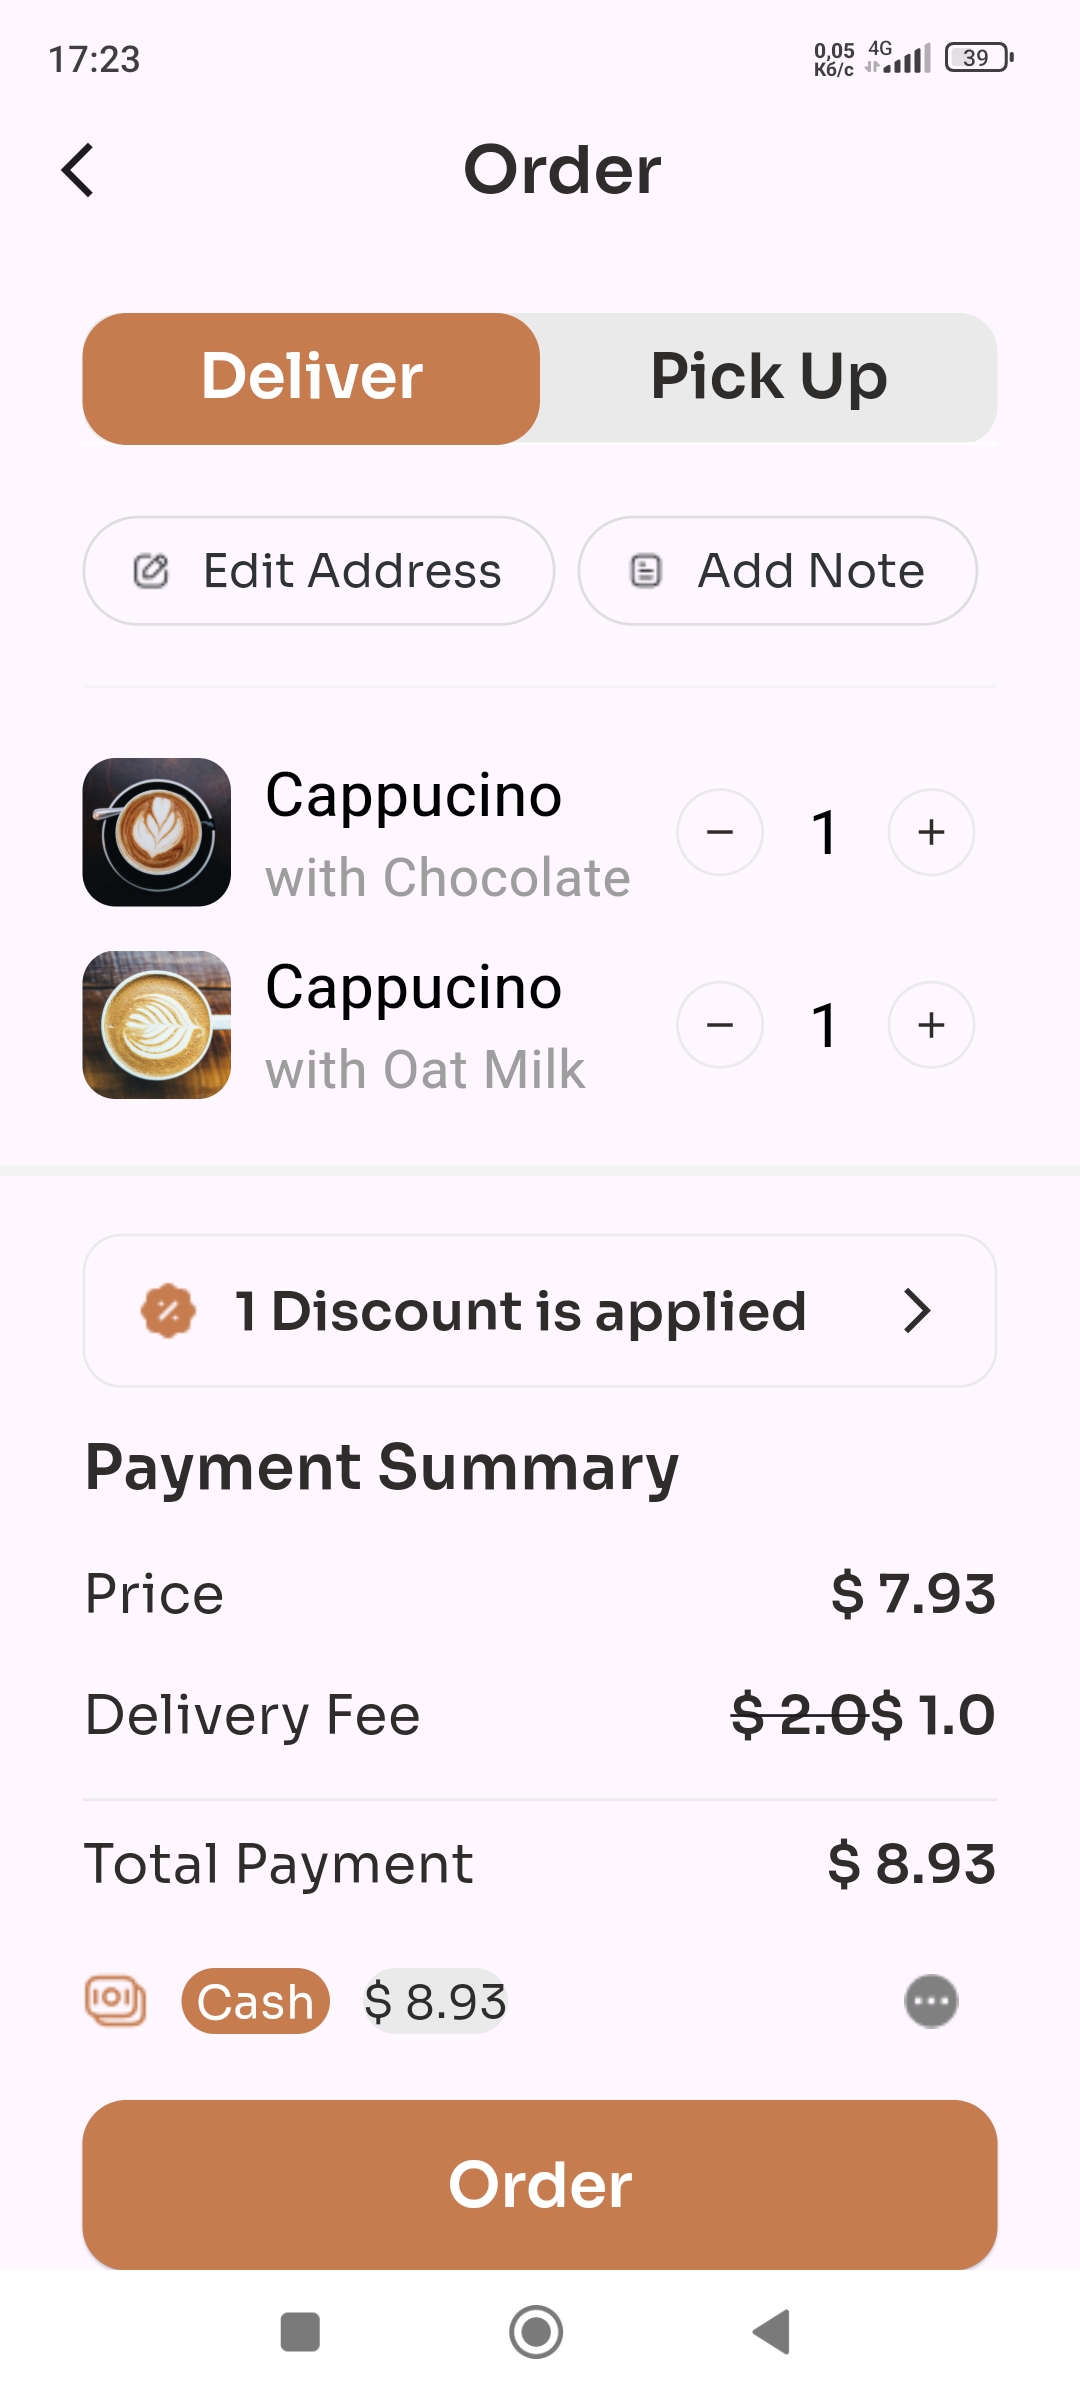 17:23
0,05
Кб/с
4G
39
Order
Deliver
Pick Up
Edit Address
Add Note
Cappucino
with Chocolate
1
Cappucino
with Oat Milk
1
1 Discount is applied
Payment Summary
Price
$ 7.93
Delivery Fee
$ 2.0$ 1.0
Total Payment
$ 8.93
Cash
$ 8.93
Order